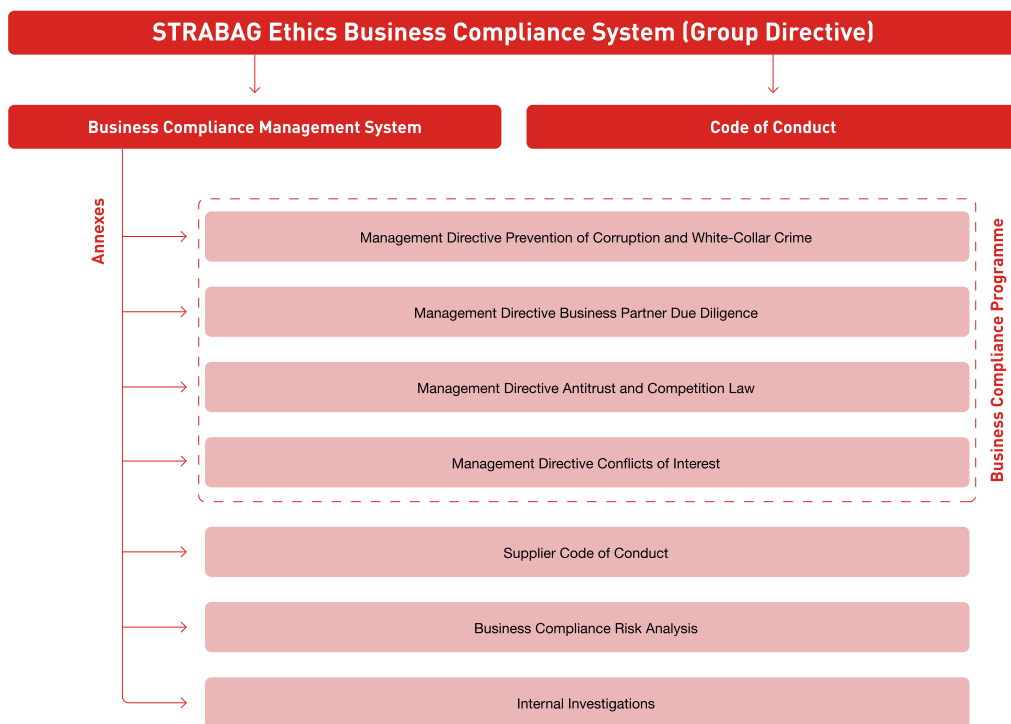 STRABAG Ethics Business Compliance System (Group Directive)
Business Compliance Management System
Code of Conduct
Annexes
Management Directive Prevention of Corruption and White-Collar Crime
Management Directive Business Partner Due Diligence
Management Directive Antitrust and Competition Law
Management Directive Conflicts of Interest
Business Compliance Programme
Supplier Code of Conduct
Business Compliance Risk Analysis
Internal Investigations